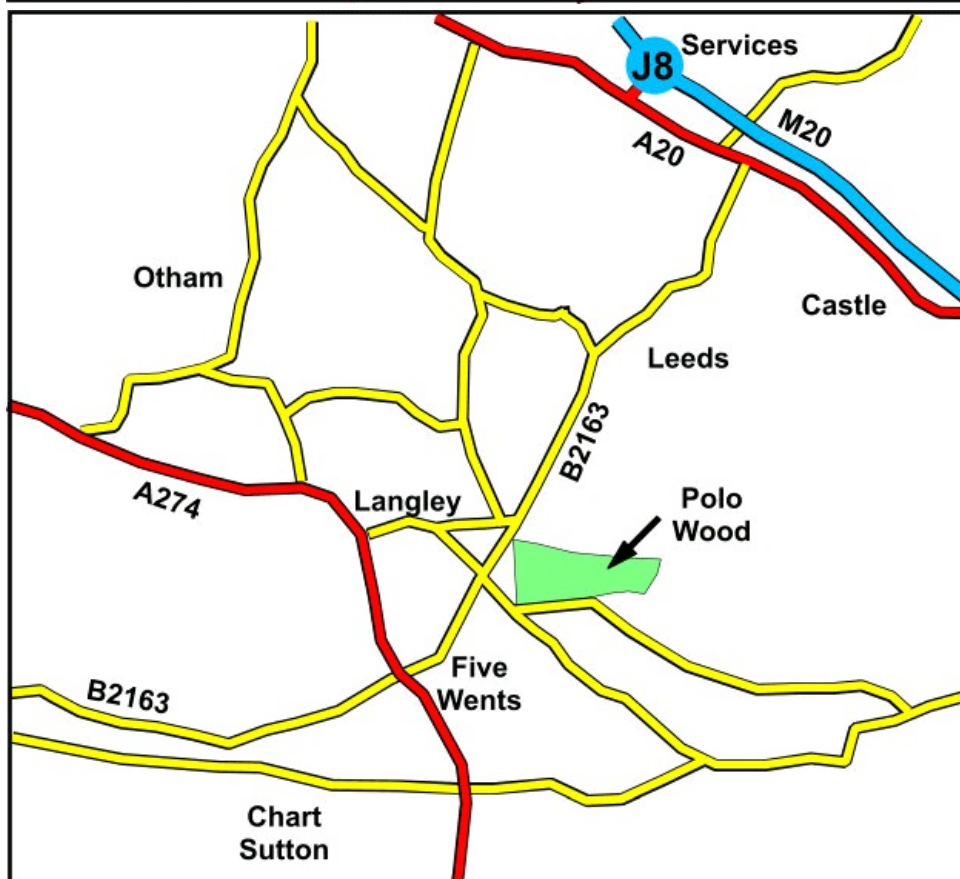 Services
J8
M20
A20
Otham
Castle
Leeds
B2163
A274
Langley
Polo
Wood
Five
Wents
B2163
Chart
Sutton